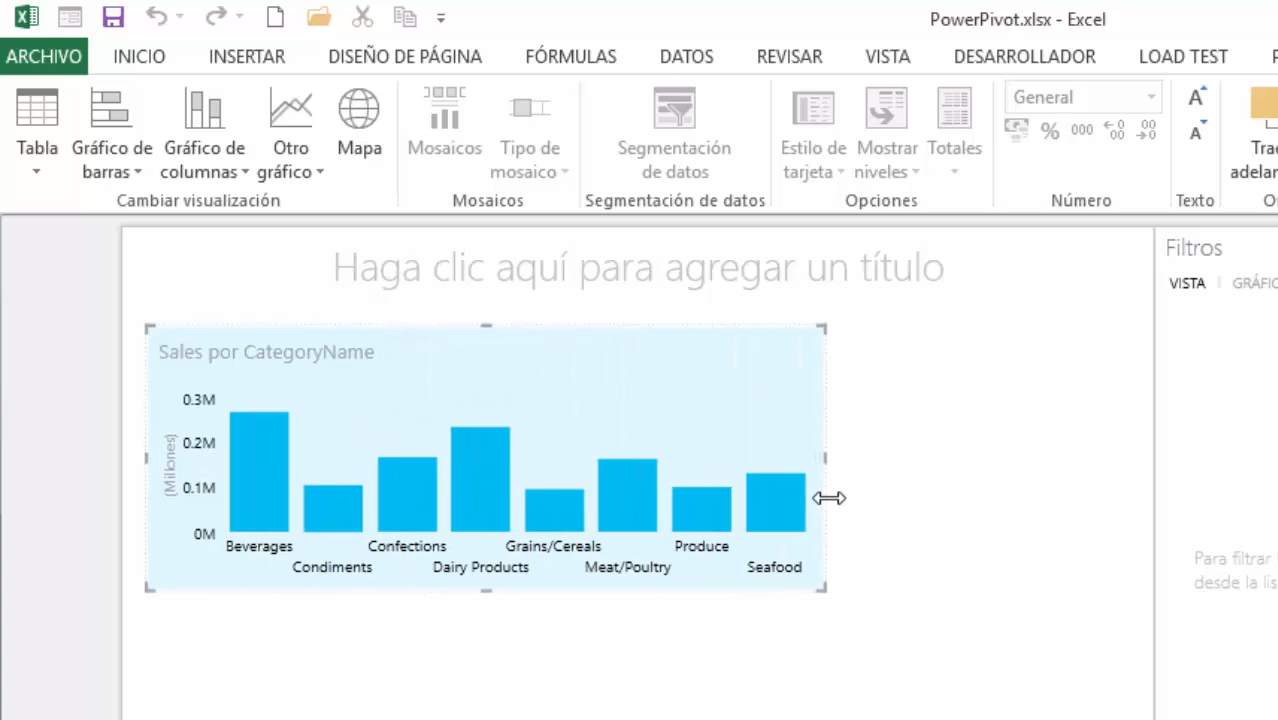 PowerPivot.xlsx - Excel
ARCHIVO INICIO INSERTAR DISEÑO DE PÁGINA FÓRMULAS DATOS REVISAR VISTA DESARROLLADOR LOAD TEST
General
A A
% 000 ←0 00 00 →0
Tabla Gráfico de barras Gráfico de columnas Otro gráfico Mapa Mosaicos Tipo de mosaico Segmentación de datos Estilo de tarjeta Mostrar niveles Totales
Cambiar visualización Mosaicos Segmentación de datos Opciones Número Texto
Haga clic aquí para agregar un título
Filtros
VISTA
Sales por CategoryName
(Millones)
0.3M
0.2M
0.1M
0M
Beverages Confections Grains/Cereals Produce
Condiments Dairy Products Meat/Poultry Seafood
Para filtrar
desde la